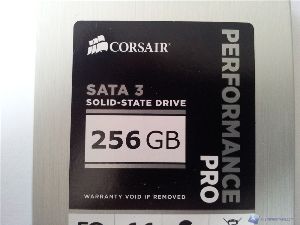 CORSAIR
SATA 3
SOLID-STATE DRIVE
256 GB
WARRANTY VOID IF REMOVED
PERFORMANCE
PRO